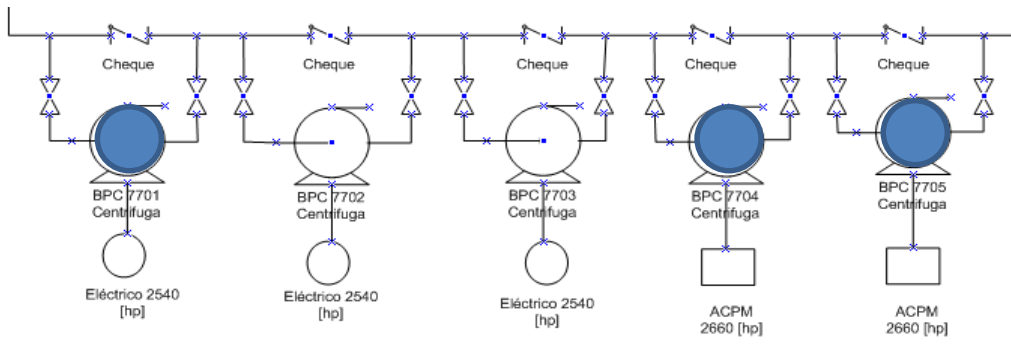 Cheque
Cheque
Cheque
Cheque
Cheque
BPC 7701
Centrifuga
BPC 7702
Centrifuga
BPC 7703
Centrifuga
BPC 7704
Centrifuga
BPC 7705
Centrifuga
Eléctrico 2540
[hp]
Eléctrico 2540
[hp]
Eléctrico 2540
[hp]
ACPM
2660 [hp]
ACPM
2660 [hp]